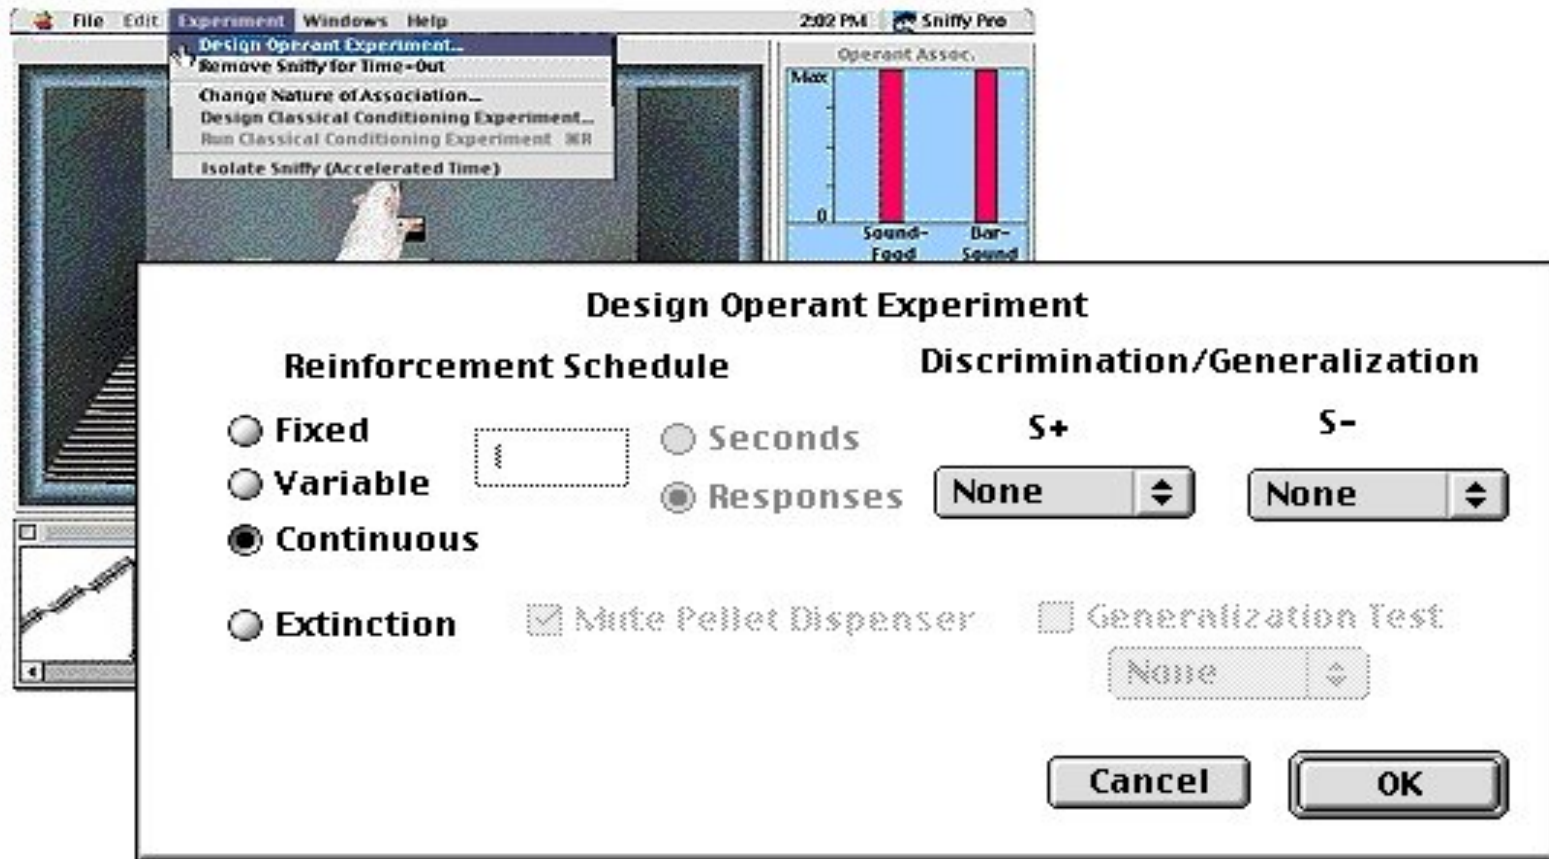 File Edit Experiment Windows Help 2:02 PM Sniffy Pro
Design Operant Experiment...
Remove Sniffy for Time-Out
Change Nature of Association...
Design Classical Conditioning Experiment...
Run Classical Conditioning Experiment ⌘R
Isolate Sniffy (Accelerated Time)
Operant Assoc.
Max
0
Sound- Bar-
Food Sound
Design Operant Experiment
Reinforcement Schedule Discrimination/Generalization
Fixed Seconds S+ S-
Variable Responses None None
Continuous
Extinction Mute Pellet Dispenser Generalization Test
None
Cancel OK